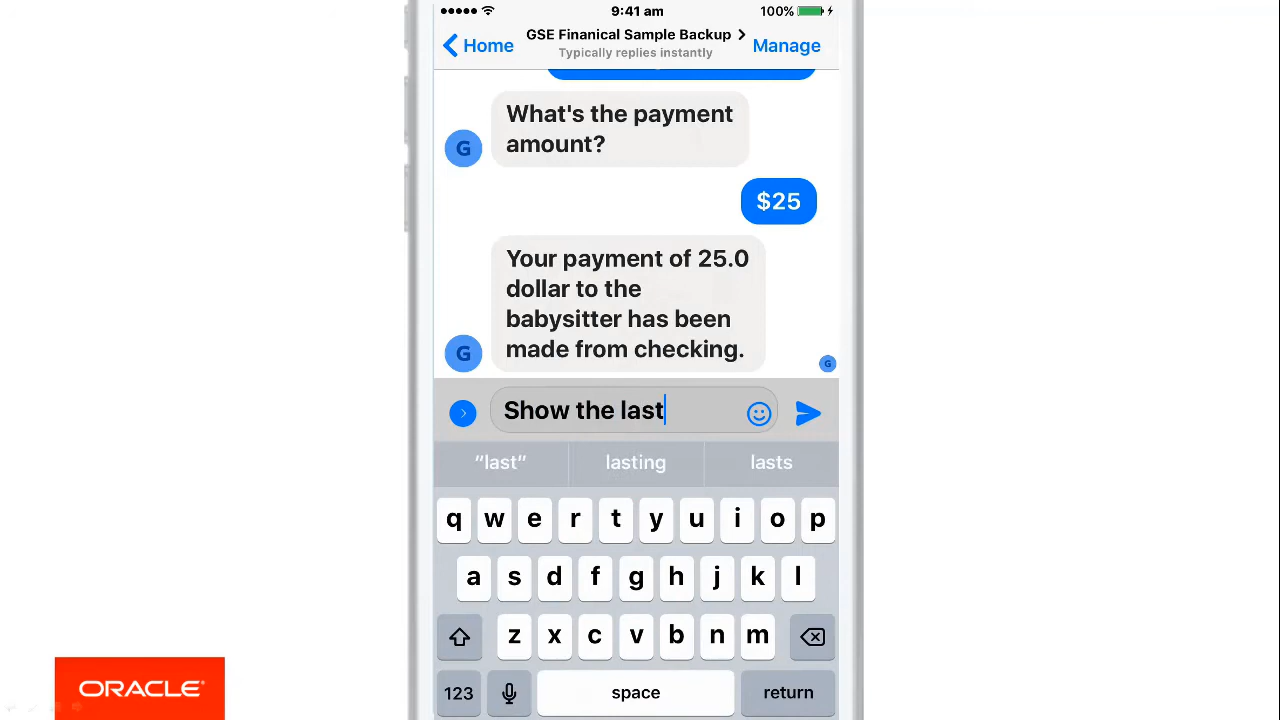 9:41 am
100%
Home
GSE Finanical Sample Backup
Typically replies instantly
Manage
What's the payment
amount?
G
$25
Your payment of 25.0
dollar to the
babysitter has been
made from checking.
G
G
Show the last
“last”
lasting
lasts
q w e r t y u i o p
a s d f g h j k l
z x c v b n m
123
space
return
ORACLE